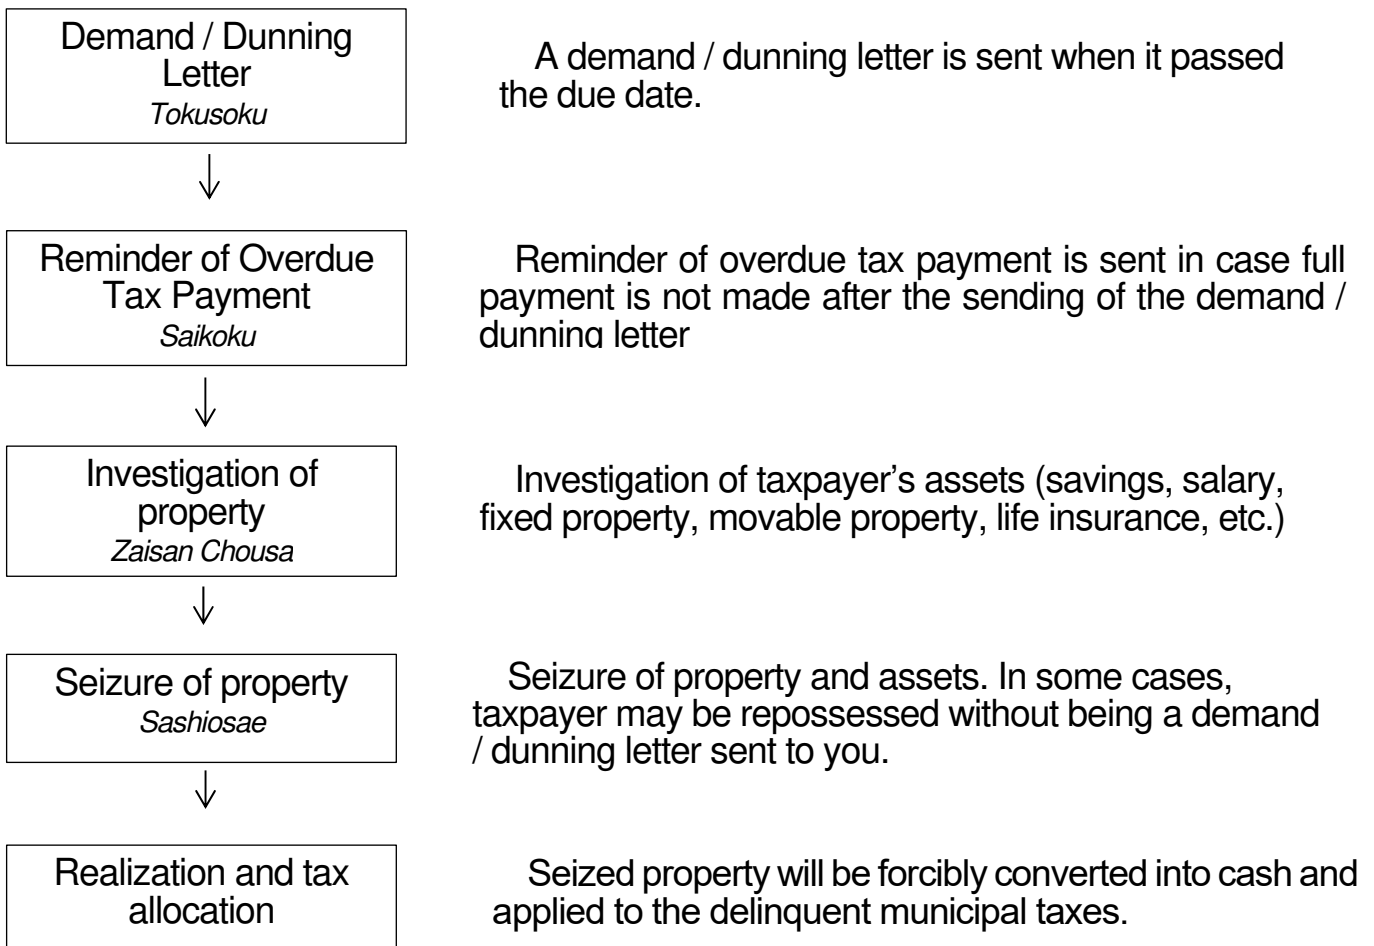 Demand / Dunning
Letter
Tokusoku
A demand / dunning letter is sent when it passed
the due date.
Reminder of Overdue
Tax Payment
Saikoku
Reminder of overdue tax payment is sent in case full
payment is not made after the sending of the demand /
dunning letter
Investigation of
property
Zaisan Chousa
Investigation of taxpayer’s assets (savings, salary,
fixed property, movable property, life insurance, etc.)
Seizure of property
Sashiosae
Seizure of property and assets. In some cases,
taxpayer may be repossessed without being a demand
/ dunning letter sent to you.
Realization and tax
allocation
Seized property will be forcibly converted into cash and
applied to the delinquent municipal taxes.